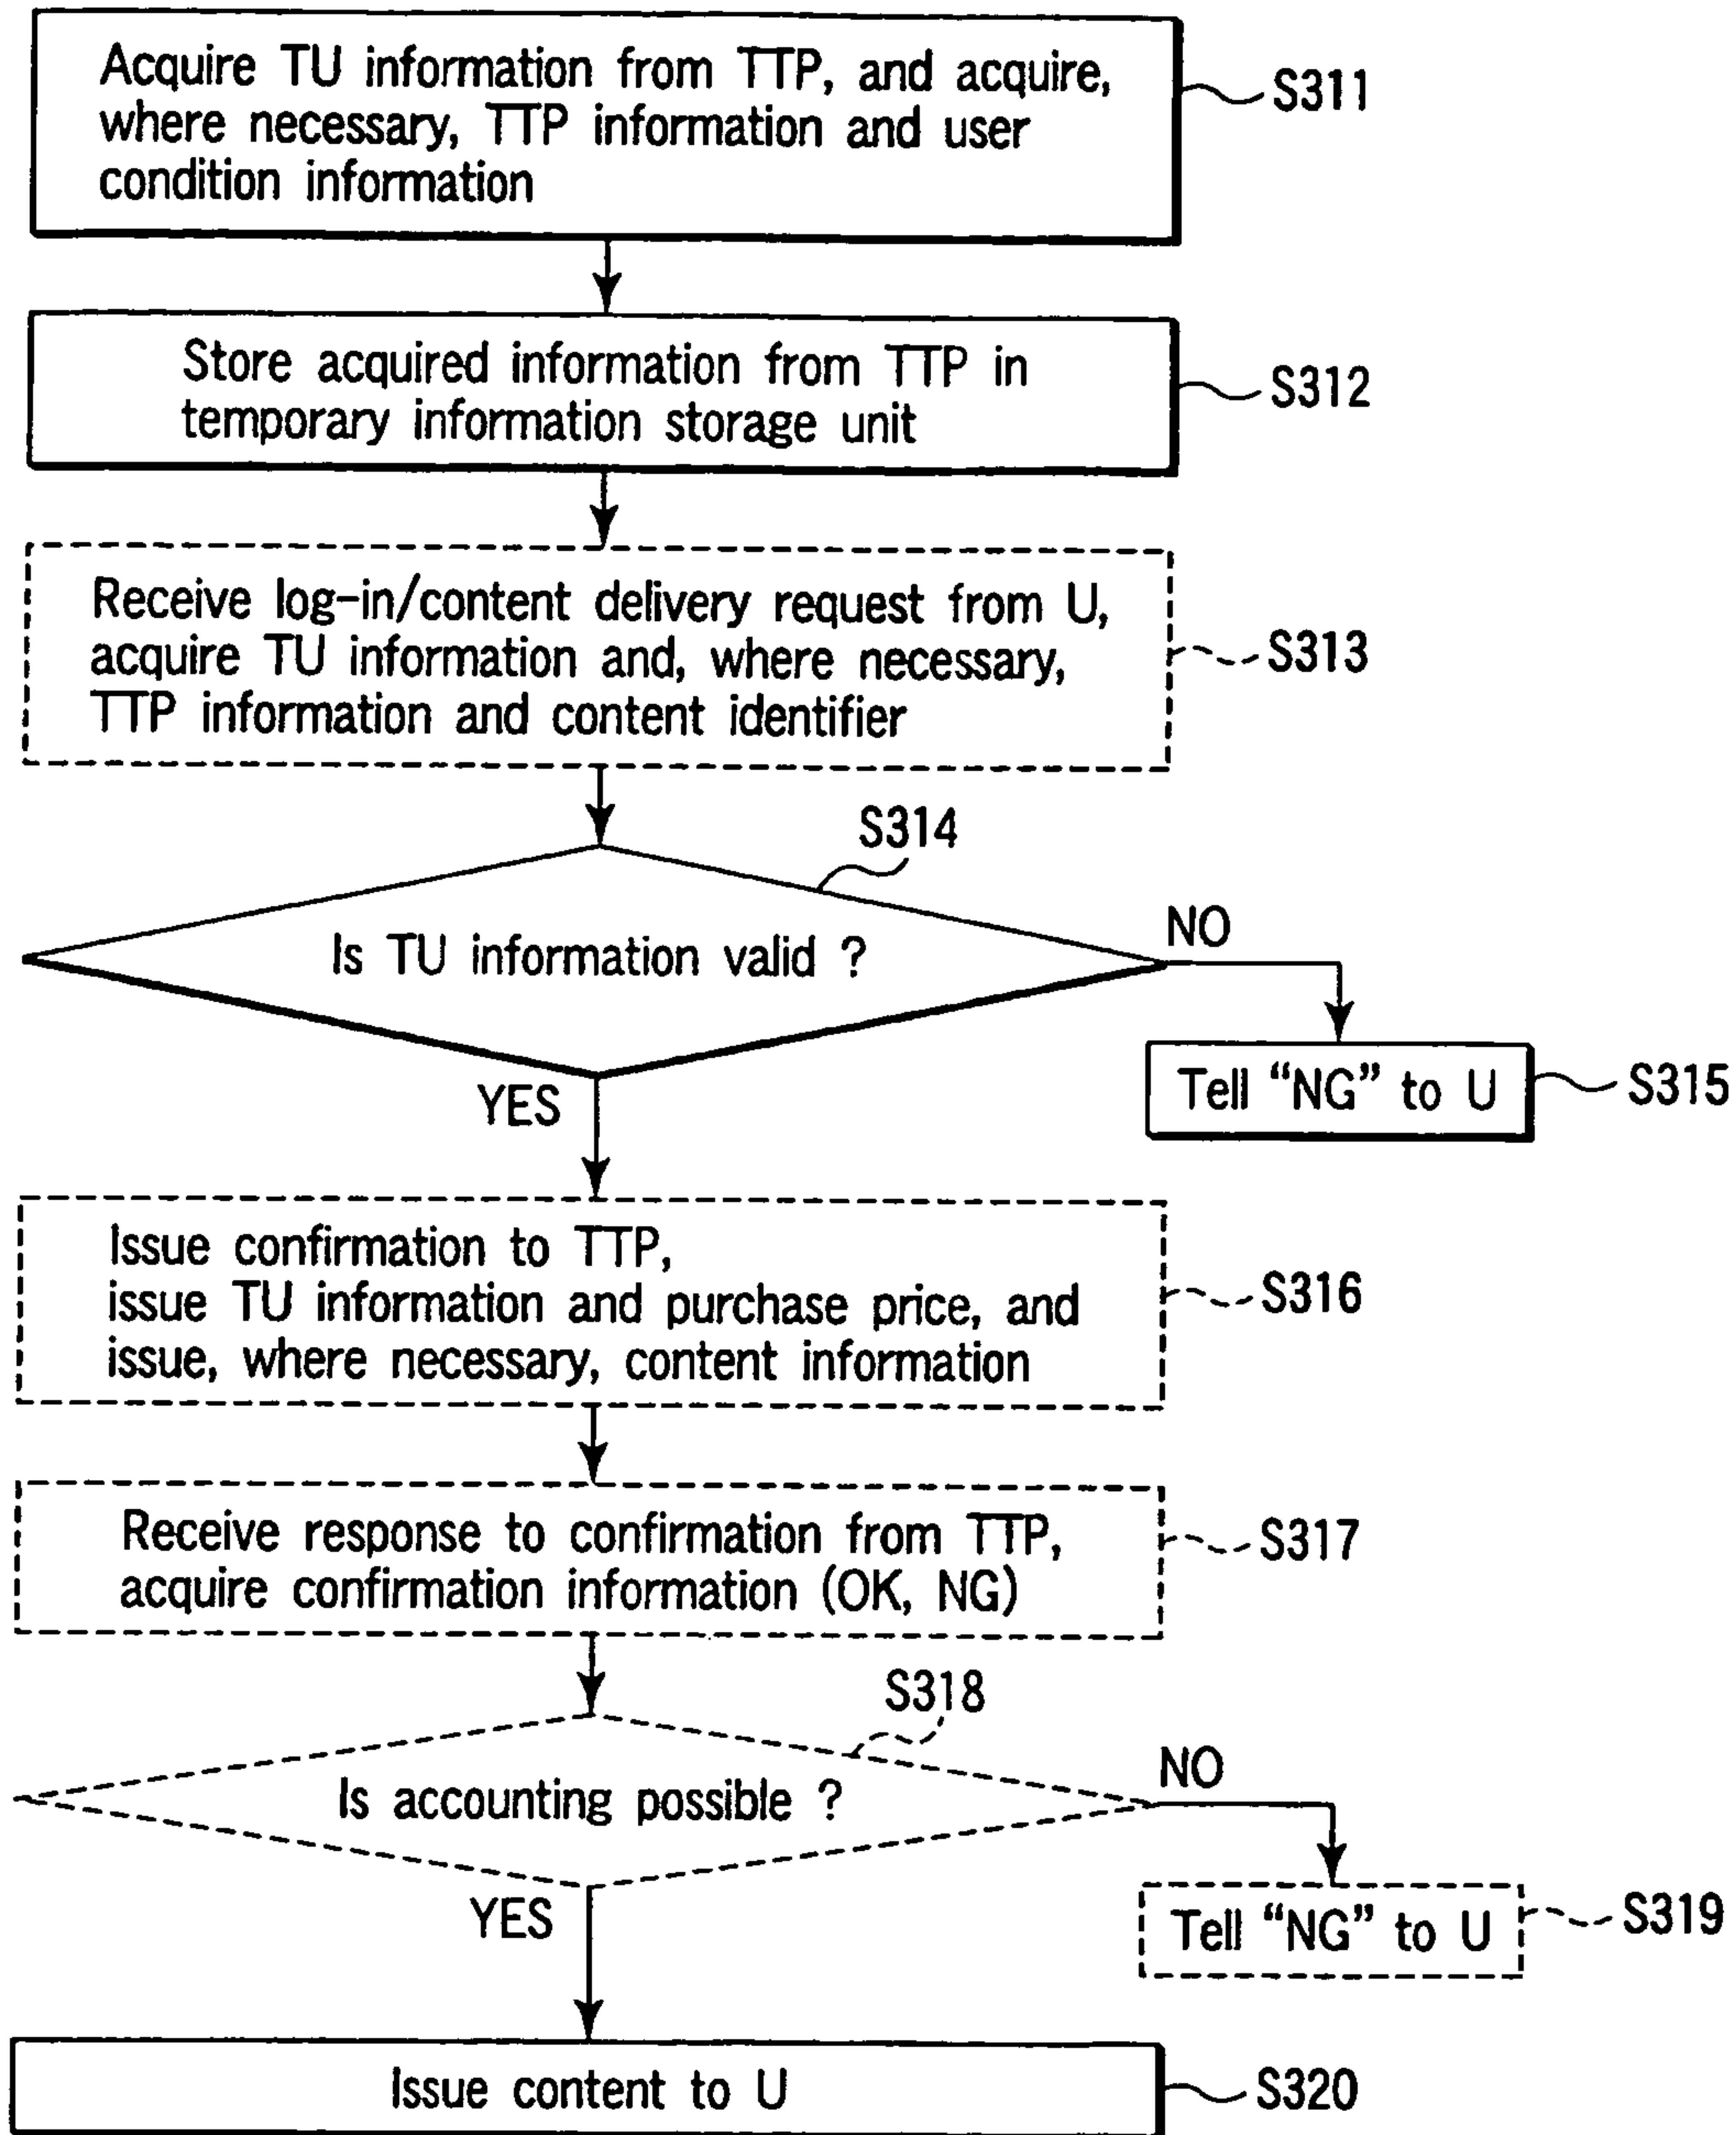 Acquire TU information from TTP, and acquire,
where necessary, TTP information and user
condition information
S311
Store acquired information from TTP in
temporary information storage unit
S312
Receive log-in/content delivery request from U,
acquire TU information and, where necessary,
TTP information and content identifier
S313
S314
Is TU information valid ?
NO
Tell “NG” to U
S315
YES
Issue confirmation to TTP,
issue TU information and purchase price, and
issue, where necessary, content information
S316
Receive response to confirmation from TTP,
acquire confirmation information (OK, NG)
S317
S318
Is accounting possible ?
NO
Tell “NG” to U
S319
YES
Issue content to U
S320